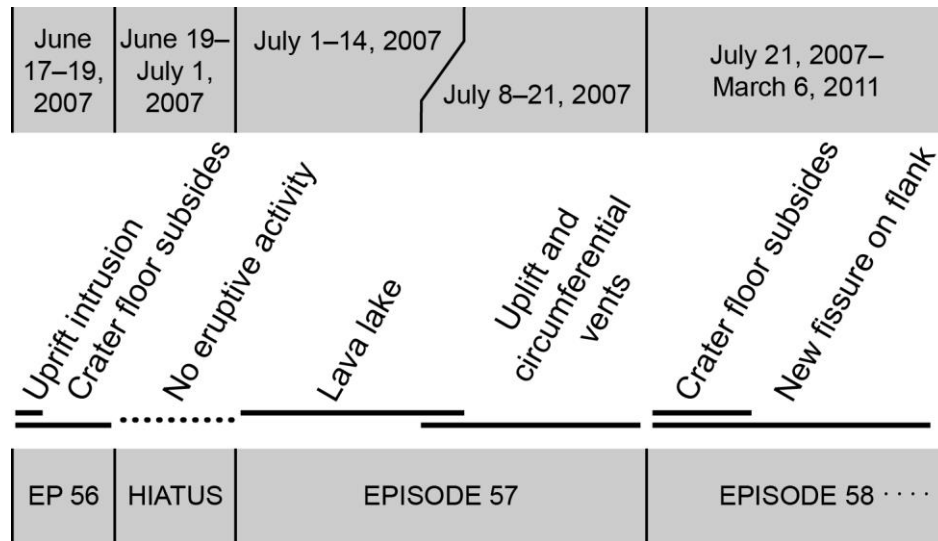 June
17–19,
2007
June 19–
July 1,
2007
July 1–14, 2007
July 8–21, 2007
July 21, 2007–
March 6, 2011
Uprift intrusion
Crater floor subsides
No eruptive activity
Lava lake
Uplift and
circumferential
vents
Crater floor subsides
New fissure on flank
EP 56
HIATUS
EPISODE 57
EPISODE 58 ····